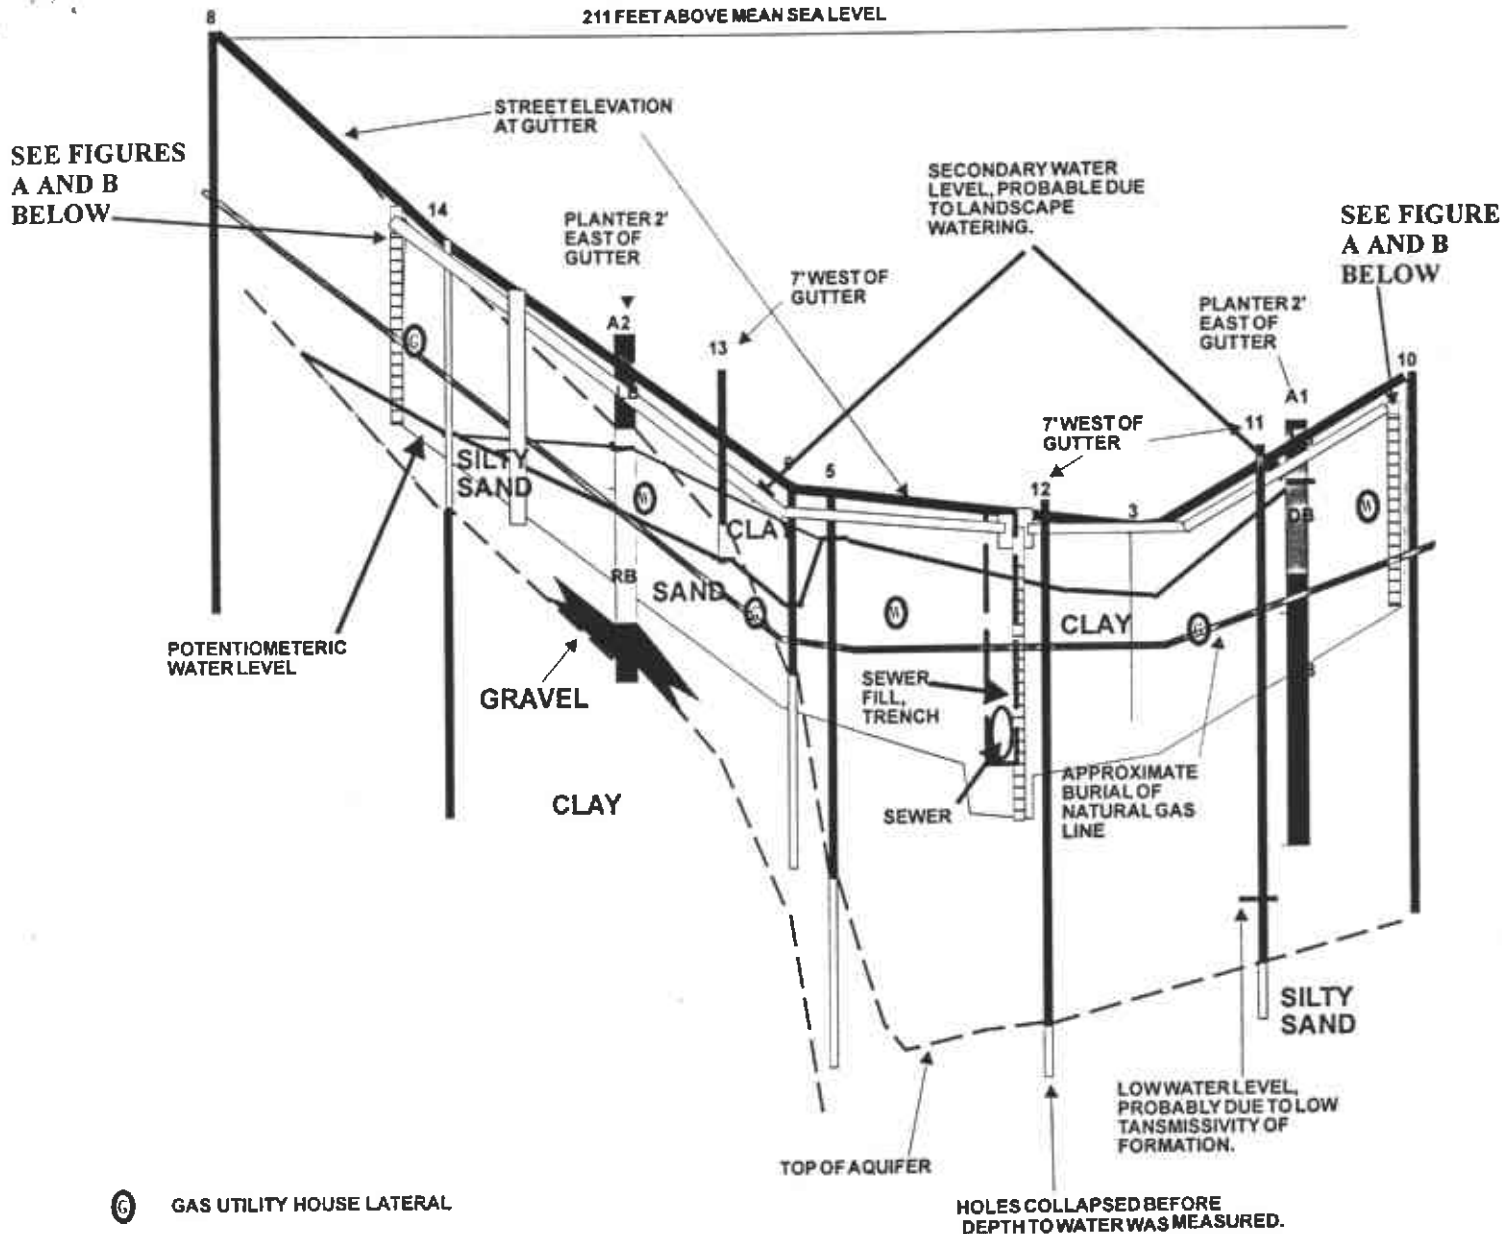 8
211 FEET ABOVE MEAN SEA LEVEL
STREET ELEVATION
AT GUTTER
SEE FIGURES
A AND B
BELOW
14
PLANTER 2'
EAST OF
GUTTER
SECONDARY WATER
LEVEL, PROBABLE DUE
TO LANDSCAPE
WATERING.
SEE FIGURE
A AND B
BELOW
7' WEST OF
GUTTER
PLANTER 2'
EAST OF
GUTTER
A2
13
10
A1
G
LB
7' WEST OF
GUTTER
11
SILTY
SAND
5
12
3
W
CLAY
W
DB
RB
SAND
G
W
CLAY
G
POTENTIOMETERIC
WATER LEVEL
GRAVEL
SEWER
FILL,
TRENCH
CLAY
SEWER
APPROXIMATE
BURIAL OF
NATURAL GAS
LINE
SILTY
SAND
LOW WATER LEVEL,
PROBABLY DUE TO LOW
TANSMISSIVITY OF
FORMATION.
TOP OF AQUIFER
G GAS UTILITY HOUSE LATERAL
HOLES COLLAPSED BEFORE
DEPTH TO WATER WAS MEASURED.